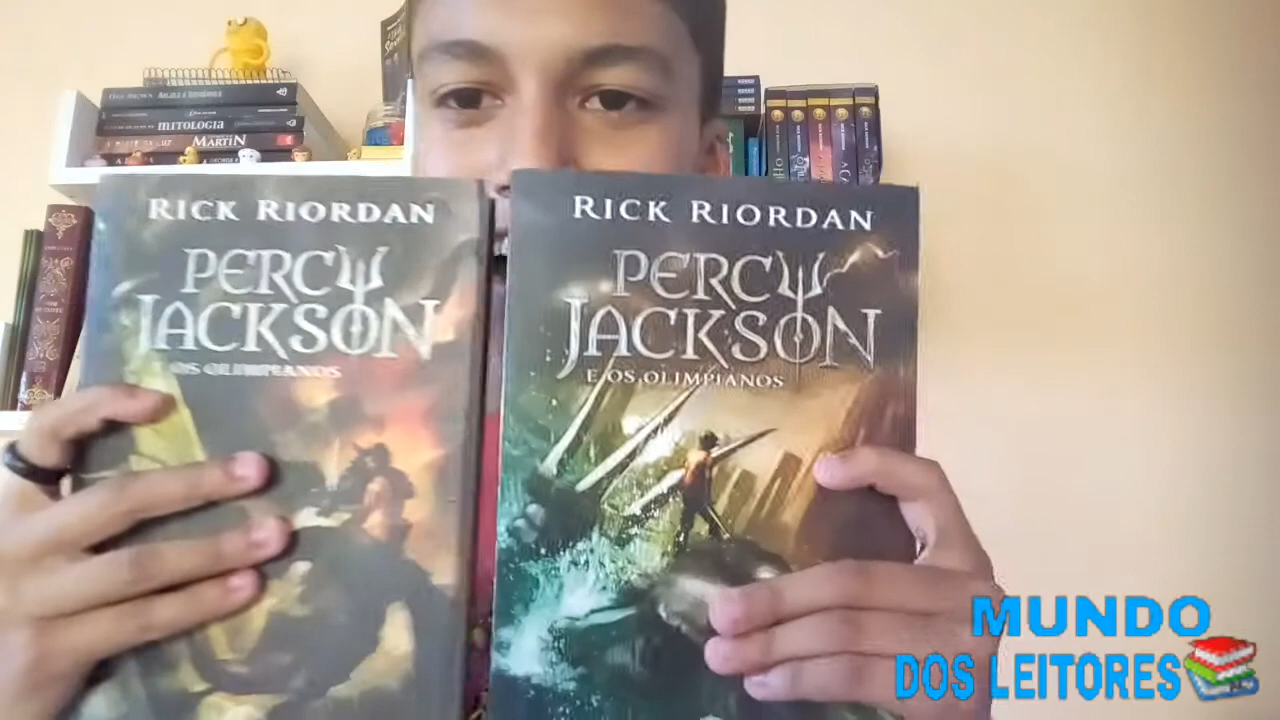 MITOLOGIA
MARTIN
RICK RIORDAN
PERCY
JACKSON
OS OLIMPIANOS
RICK RIORDAN
PERCY
JACKSON
E OS OLIMPIANOS
MUNDO
DOS LEITORES